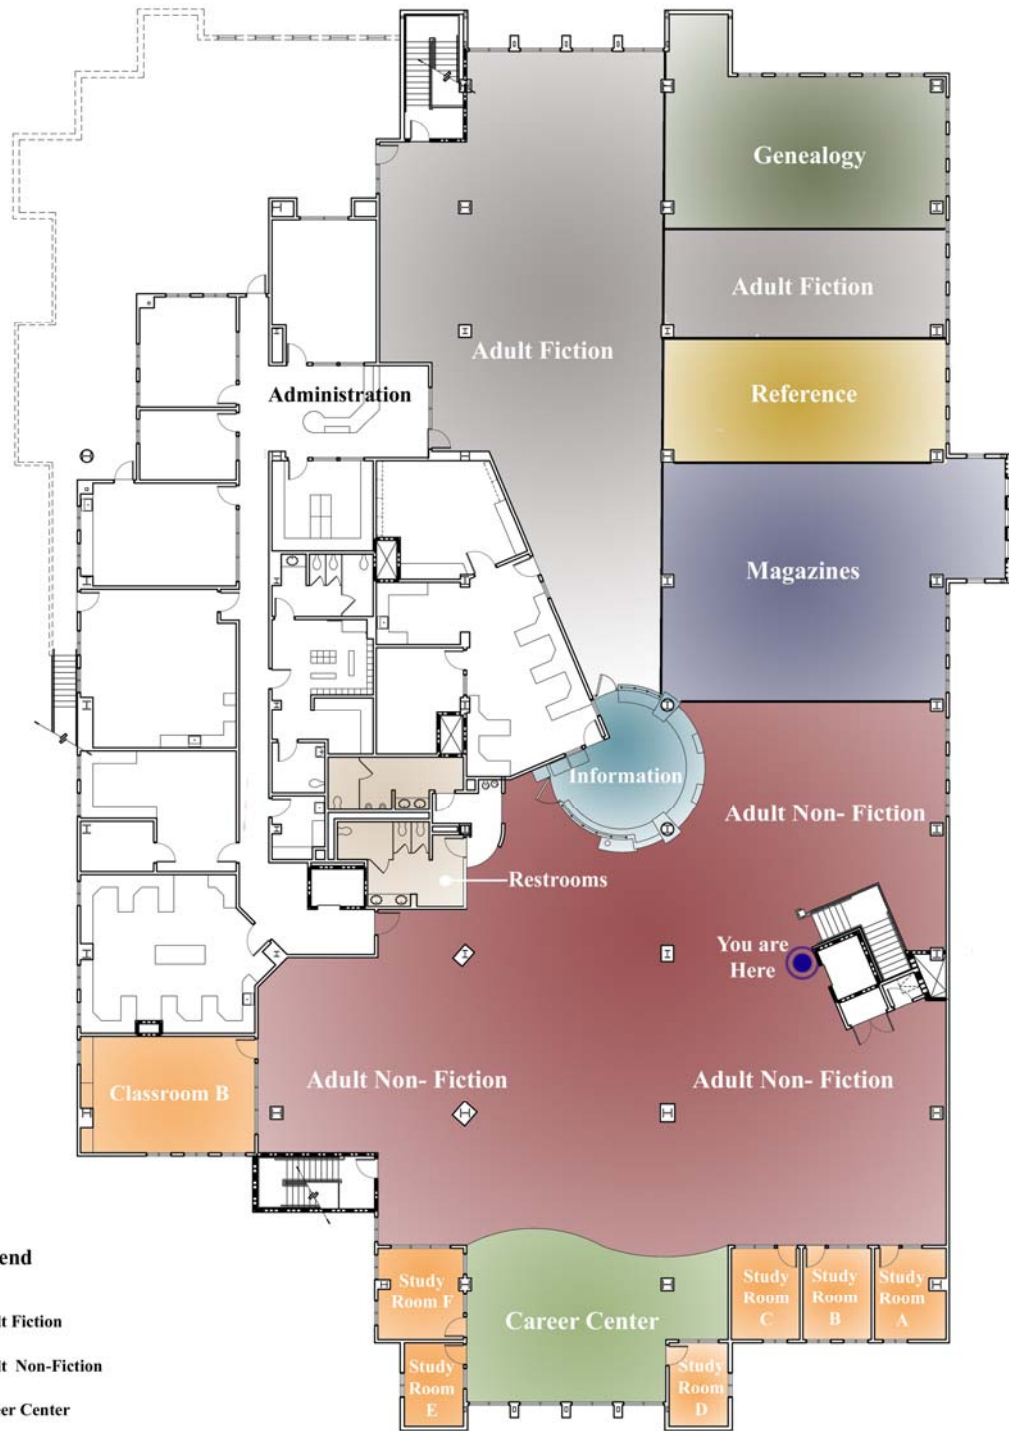 Genealogy
Adult Fiction
Adult Fiction
Reference
Administration
Magazines
Information
Adult Non- Fiction
Restrooms
You are
Here
Adult Non- Fiction
Adult Non- Fiction
Classroom B
end
Study
Room F
Study
Room
C
Study
Room
B
Study
Room
A
Career Center
lt Fiction
lt Non-Fiction
Study
Room
E
Study
Room
D
er Center